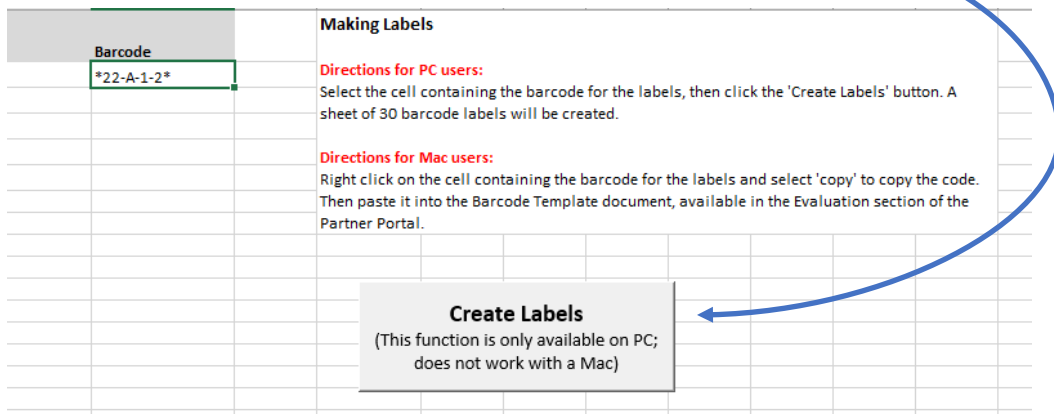 Barcode
*22-A-1-2*
Making Labels
Directions for PC users:
Select the cell containing the barcode for the labels, then click the 'Create Labels' button. A
sheet of 30 barcode labels will be created.
Directions for Mac users:
Right click on the cell containing the barcode for the labels and select 'copy' to copy the code.
Then paste it into the Barcode Template document, available in the Evaluation section of the
Partner Portal.
Create Labels
(This function is only available on PC;
does not work with a Mac)